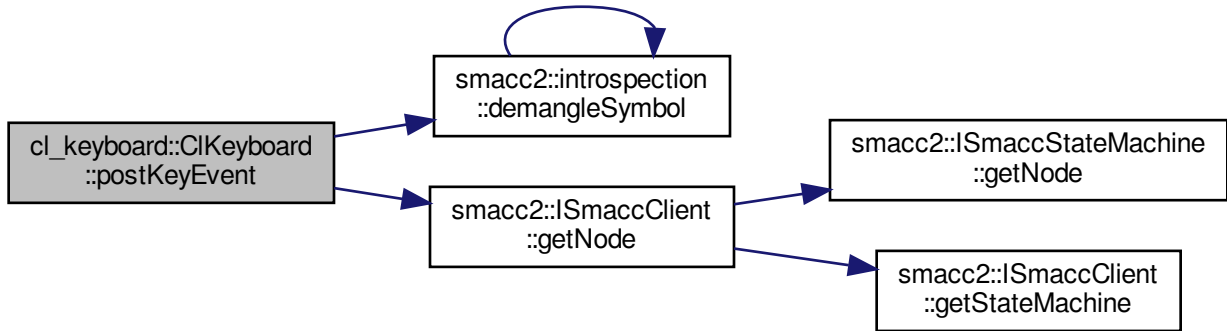 cl_keyboard::ClKeyboard
::postKeyEvent
smacc2::introspection
::demangleSymbol
smacc2::ISmaccClient
::getNode
smacc2::ISmaccStateMachine
::getNode
smacc2::ISmaccClient
::getStateMachine